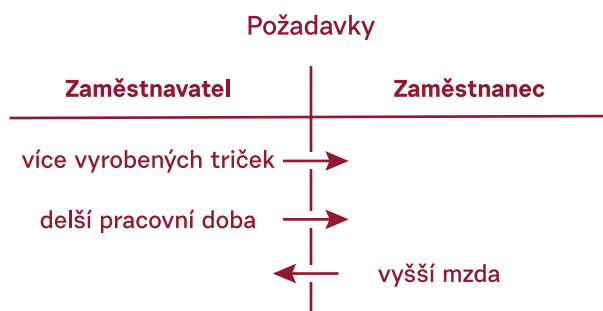 Požadavky
Zaměstnavatel
Zaměstnanec
více vyrobených triček
delší pracovní doba
vyšší mzda